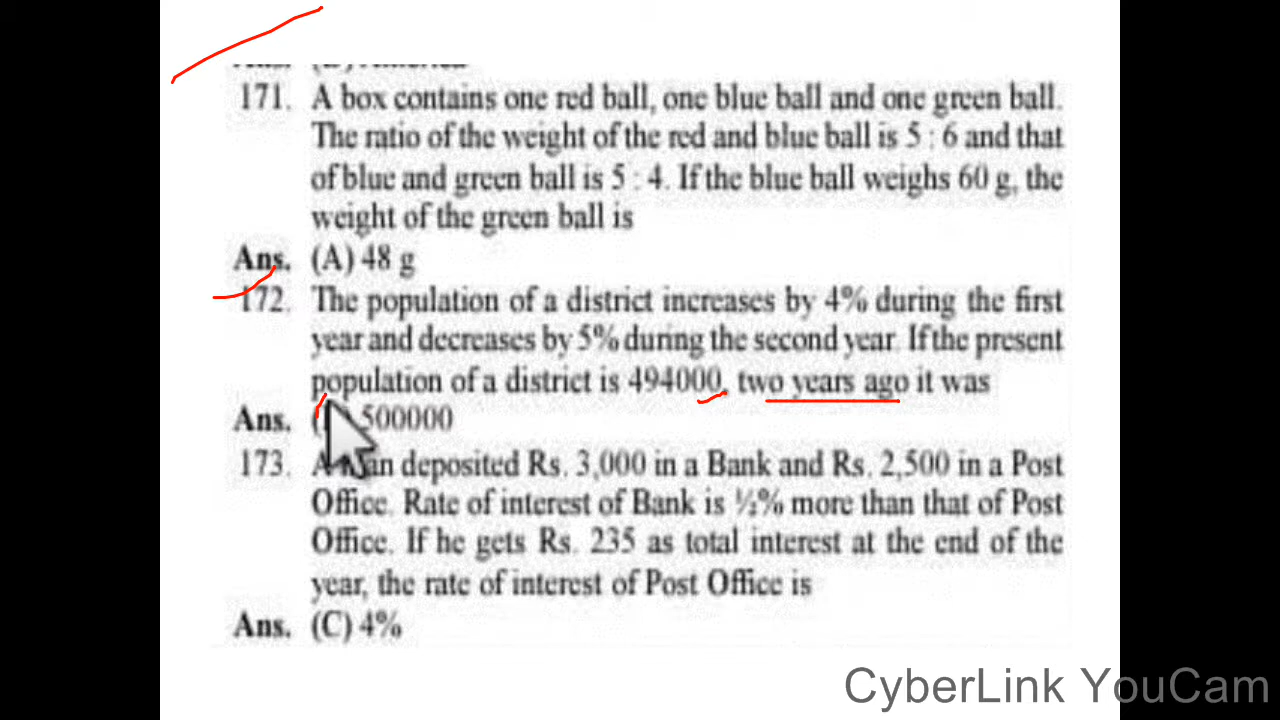 171. A box contains one red ball, one blue ball and one green ball.
The ratio of the weight of the red and blue ball is 5 : 6 and that
of blue and green ball is 5 : 4. If the blue ball weighs 60 g, the
weight of the green ball is
Ans. (A) 48 g
172. The population of a district increases by 4% during the first
year and decreases by 5% during the second year. If the present
population of a district is 494000, two years ago it was
Ans. 500000
173. A Man deposited Rs. 3,000 in a Bank and Rs. 2,500 in a Post
Office. Rate of interest of Bank is ½% more than that of Post
Office. If he gets Rs. 235 as total interest at the end of the
year, the rate of interest of Post Office is
Ans. (C) 4%
CyberLink YouCam